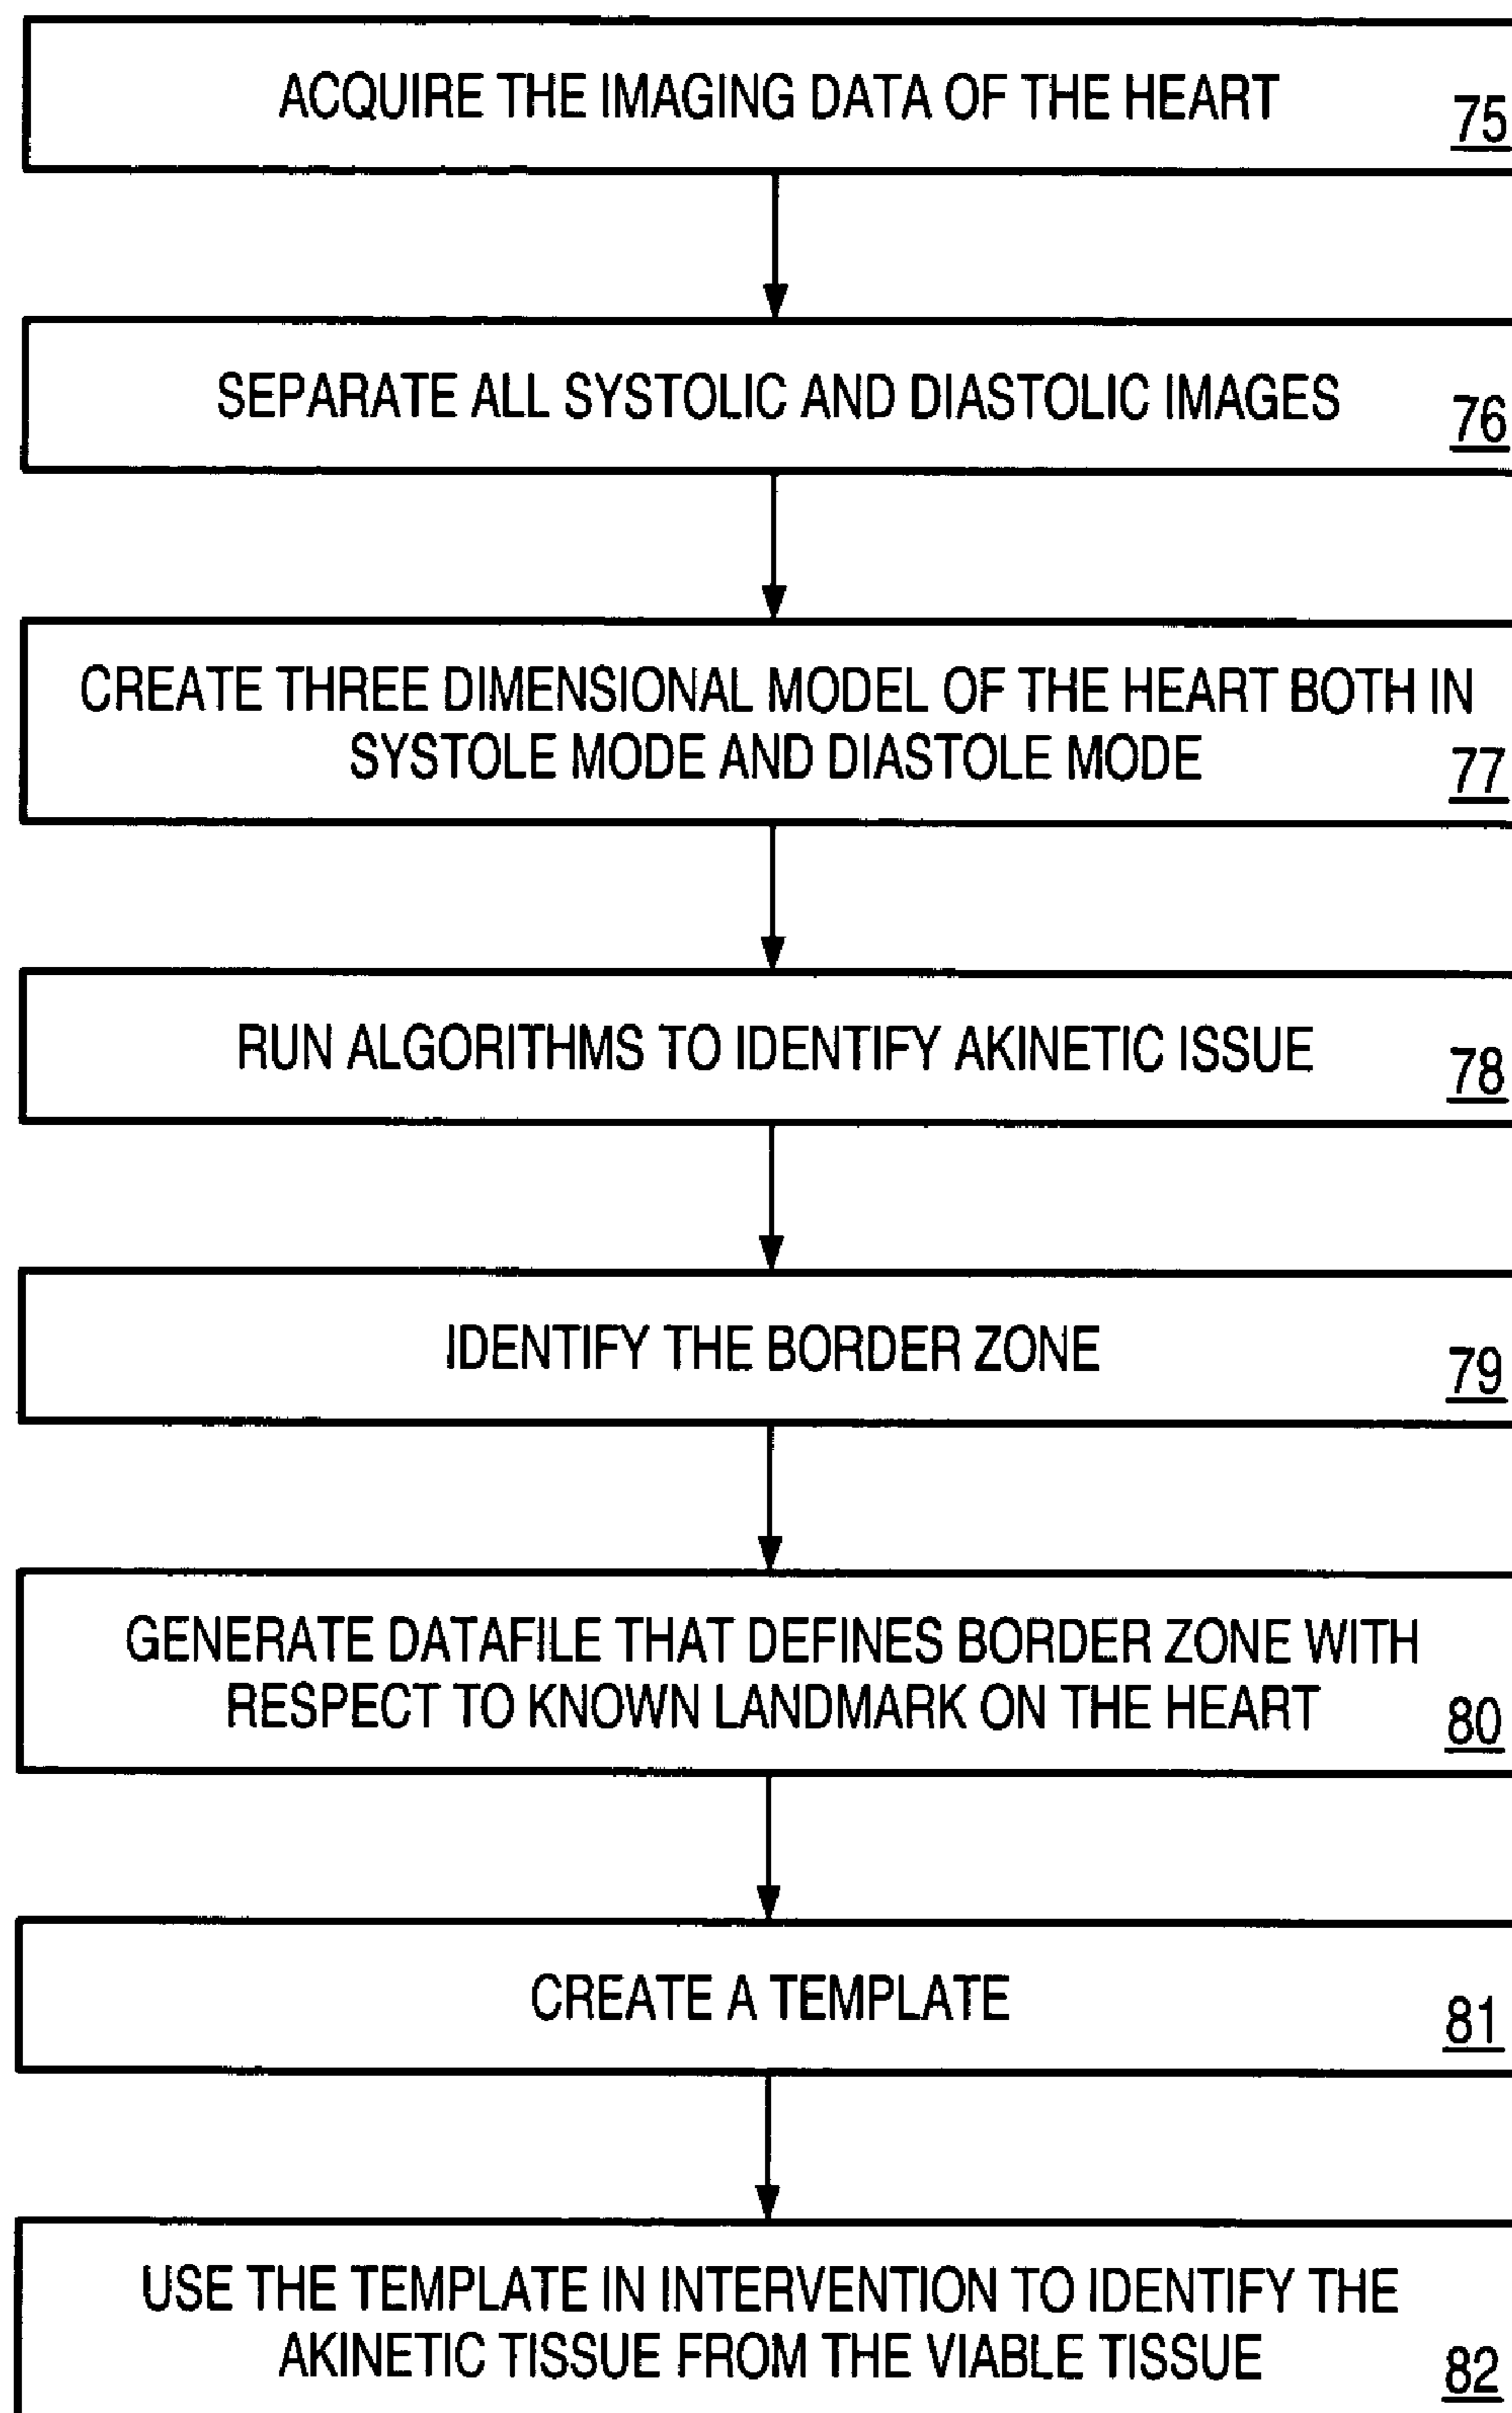 ACQUIRE THE IMAGING DATA OF THE HEART
75
SEPARATE ALL SYSTOLIC AND DIASTOLIC IMAGES
76
CREATE THREE DIMENSIONAL MODEL OF THE HEART BOTH IN
SYSTOLE MODE AND DIASTOLE MODE
77
RUN ALGORITHMS TO IDENTIFY AKINETIC ISSUE
78
IDENTIFY THE BORDER ZONE
79
GENERATE DATAFILE THAT DEFINES BORDER ZONE WITH
RESPECT TO KNOWN LANDMARK ON THE HEART
80
CREATE A TEMPLATE
81
USE THE TEMPLATE IN INTERVENTION TO IDENTIFY THE
AKINETIC TISSUE FROM THE VIABLE TISSUE
82